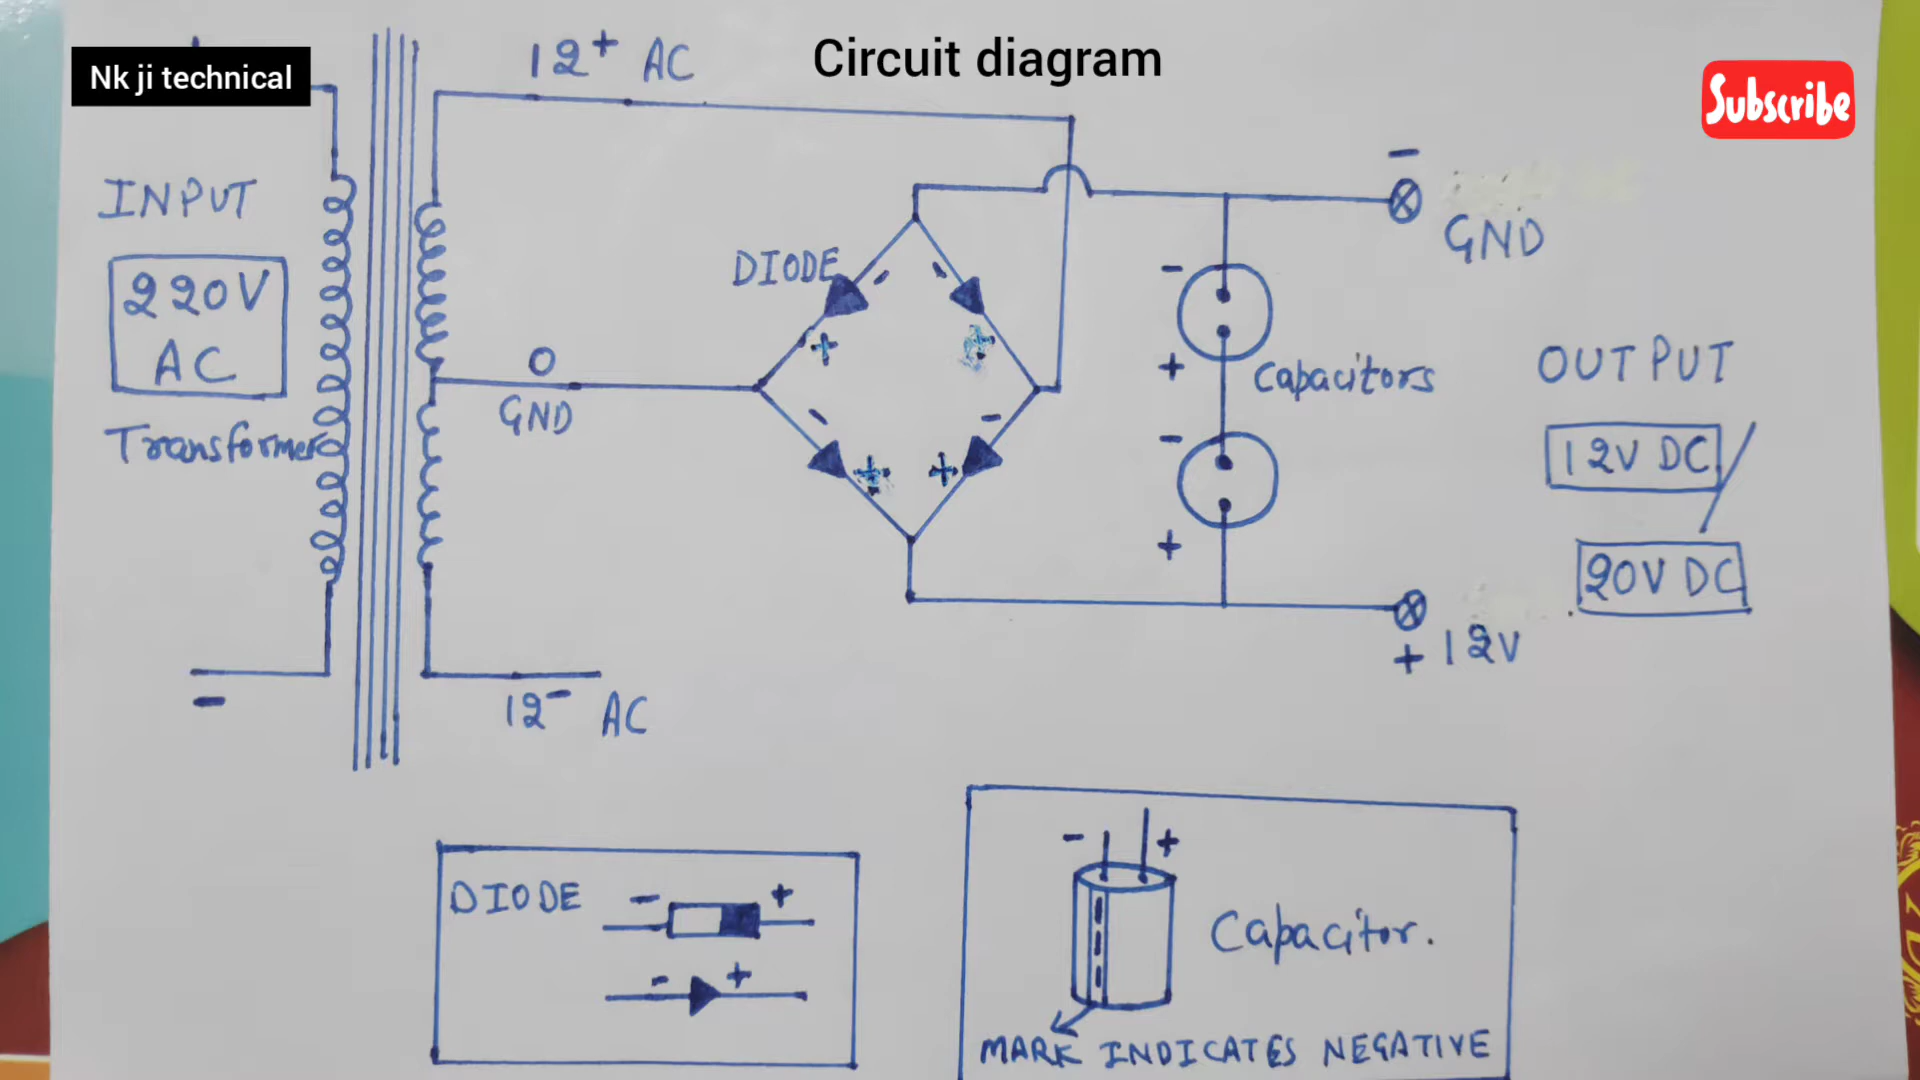 Nk ji technical
Circuit diagram
Subscribe
12+ AC
INPUT
220V
AC
Transformer
DIODE
- +
- +
- +
- +
0
GND
-
GND
-
+
Capacitors
-
+
OUTPUT
12V DC/
20V DC
+ 12V
-
12- AC
DIODE
- +
- +
- +
Capacitor.
MARK INDICATES NEGATIVE